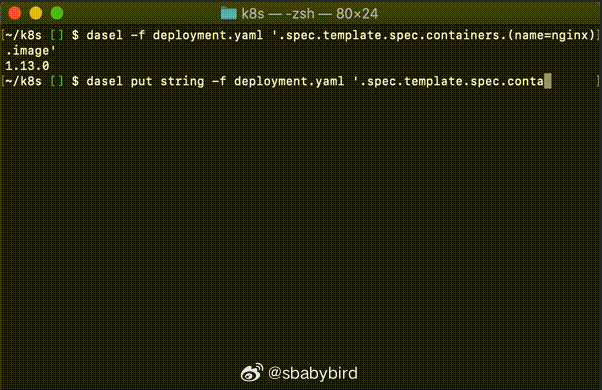 k8s — -zsh — 80×24
[~/k8s [] $ dasel -f deployment.yaml '.spec.template.spec.containers.(name=nginx)]
.image'
1.13.0
[~/k8s [] $ dasel put string -f deployment.yaml '.spec.template.spec.conta ]
@sbabybird